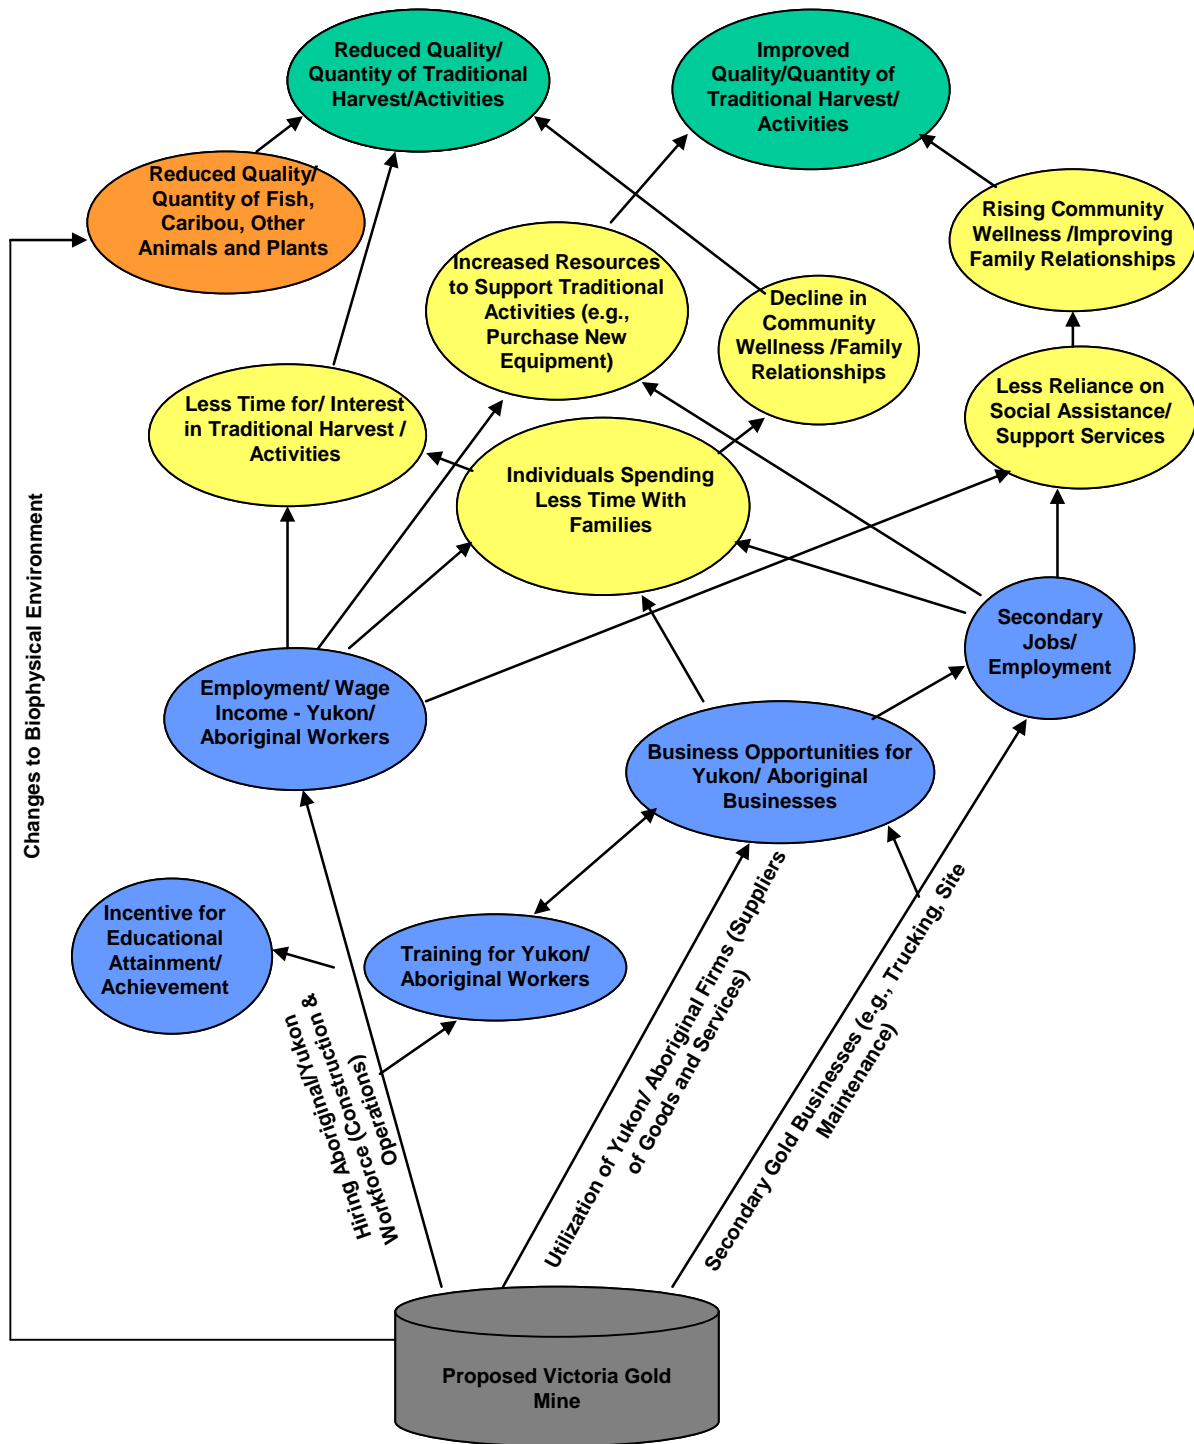 Reduced Quality/
Quantity of Traditional
Harvest/Activities
Improved
Quality/Quantity of
Traditional Harvest/
Activities
Reduced Quality/
Quantity of Fish,
Caribou, Other
Animals and Plants
Rising Community
Wellness /Improving
Family Relationships
Increased Resources
to Support Traditional
Activities (e.g.,
Purchase New
Equipment)
Decline in
Community
Wellness /Family
Relationships
Less Time for/ Interest
in Traditional Harvest /
Activities
Less Reliance on
Social Assistance/
Support Services
Individuals Spending
Less Time With
Families
Changes to Biophysical Environment
Secondary
Jobs/
Employment
Employment/ Wage
Income - Yukon/
Aboriginal Workers
Business Opportunities for
Yukon/ Aboriginal
Businesses
Incentive for
Educational
Attainment/
Achievement
Training for Yukon/
Aboriginal Workers
Hiring Aboriginal/Yukon
Workforce (Construction &
Operations)
Utilization of Yukon/ Aboriginal Firms (Suppliers
of Goods and Services)
Secondary Gold Businesses (e.g., Trucking, Site
Maintenance)
Proposed Victoria Gold
Mine